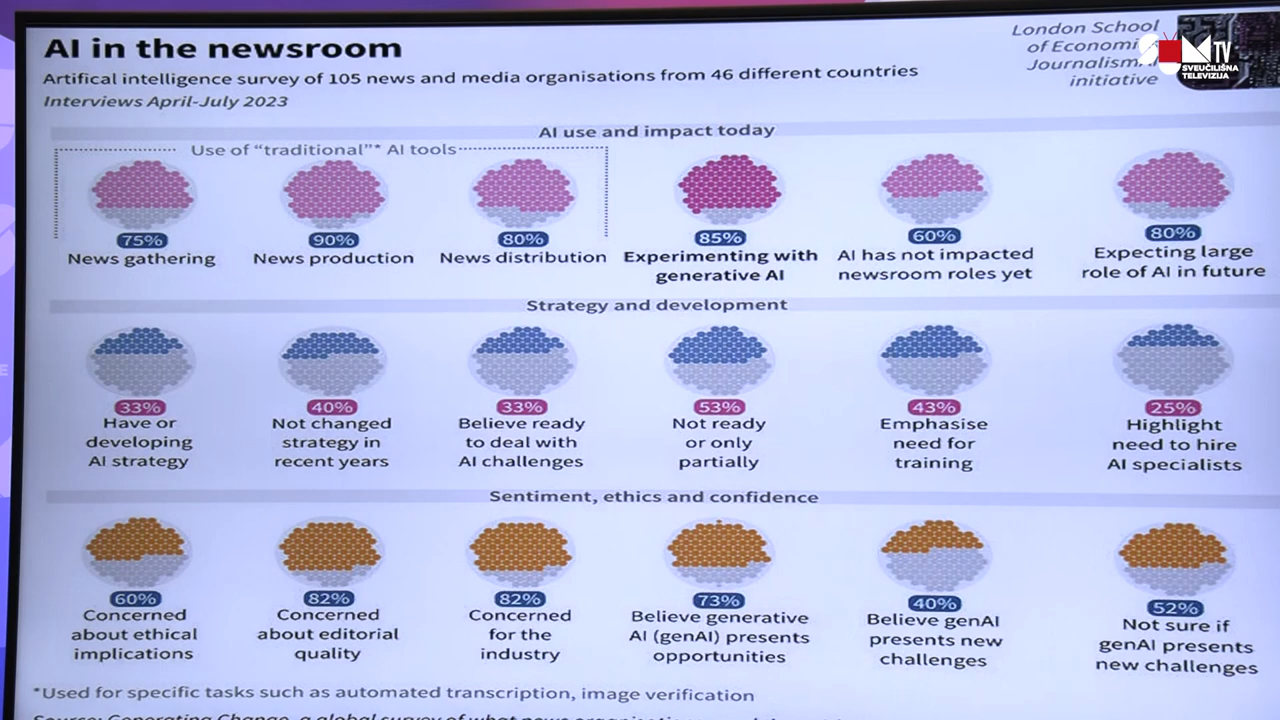 AI in the newsroom
Artifical intelligence survey of 105 news and media organisations from 46 different countries
Interviews April-July 2023
London School
of Economi
Journalism
initiative
TV
SVEUČILIŠNA
TELEVIZIJA
AI use and impact today
Use of “traditional”* AI tools
75%
News gathering
90%
News production
80%
News distribution
85%
Experimenting with
generative AI
60%
AI has not impacted
newsroom roles yet
80%
Expecting large
role of AI in future
Strategy and development
33%
Have or
developing
AI strategy
40%
Not changed
strategy in
recent years
33%
Believe ready
to deal with
AI challenges
53%
Not ready
or only
partially
43%
Emphasise
need for
training
25%
Highlight
need to hire
AI specialists
Sentiment, ethics and confidence
60%
Concerned
about ethical
implications
82%
Concerned
about editorial
quality
82%
Concerned
for the
industry
73%
Believe generative
AI (genAI) presents
opportunities
40%
Believe genAI
presents new
challenges
52%
Not sure if
genAI presents
new challenges
*Used for specific tasks such as automated transcription, image verification
Source: Generating Change, a global survey of what news